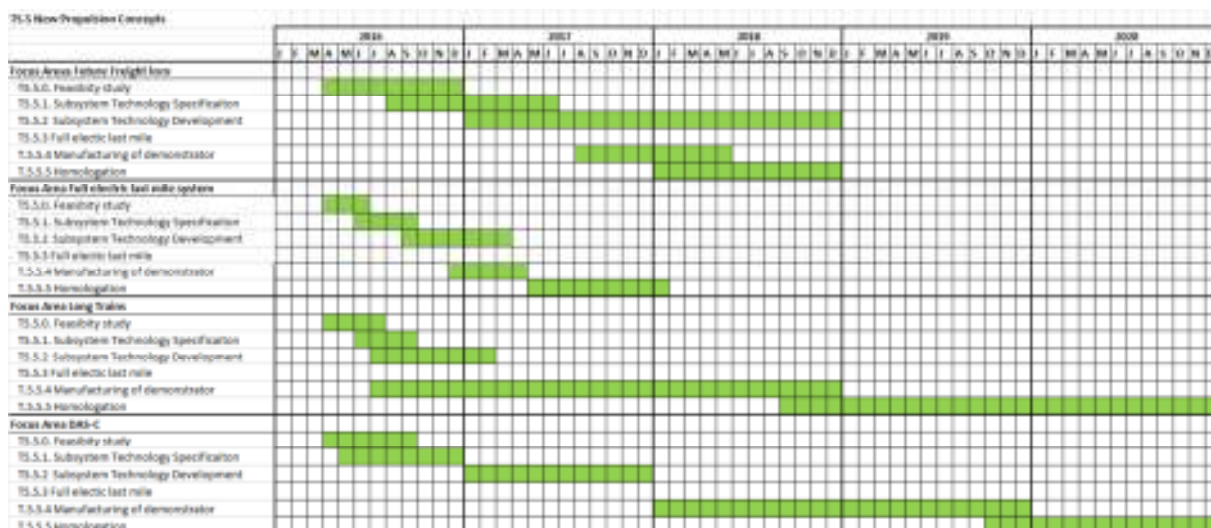 T5.5 New Propulsion Concepts
2016 2017 2018 2019 2020
J F M A M J J A S O N D J F M A M J J A S O N D J F M A M J J A S O N D J F M A M J J A S O N D J F M A M J J A S O N D
Focus Areas Future Freight loco
T5.5.0. Feasibility study
T5.5.1. Subsystem Technology Specificaiton
T5.5.2 Subsystem Technology Development
T5.5.3 Full electic last mile
T.5.5.4 Manufacturing of demonstrator
T.5.5.5 Homologation
Focus Area Full electric last mile system
T5.5.0. Feasibity study
T5.5.1. Subsystem Technology Specificaiton
T5.5.2 Subsystem Technology Development
T5.5.3 Full electic last mile
T.5.5.4 Manufacturing of demonstrator
T.5.5.5 Homologation
Focus Area Long Trains
T5.5.0. Feasibity study
T5.5.1. Subsystem Technology Specificaiton
T5.5.2 Subsystem Technology Development
T5.5.3 Full electic last mile
T.5.5.4 Manufacturing of demonstrator
T.5.5.5 Homologation
Focus Area DAS-C
T5.5.0. Feasibity study
T5.5.1. Subsystem Technology Specificaiton
T5.5.2 Subsystem Technology Development
T5.5.3 Full electic last mile
T.5.5.4 Manufacturing of demonstrator
T.5.5.5 Homologation